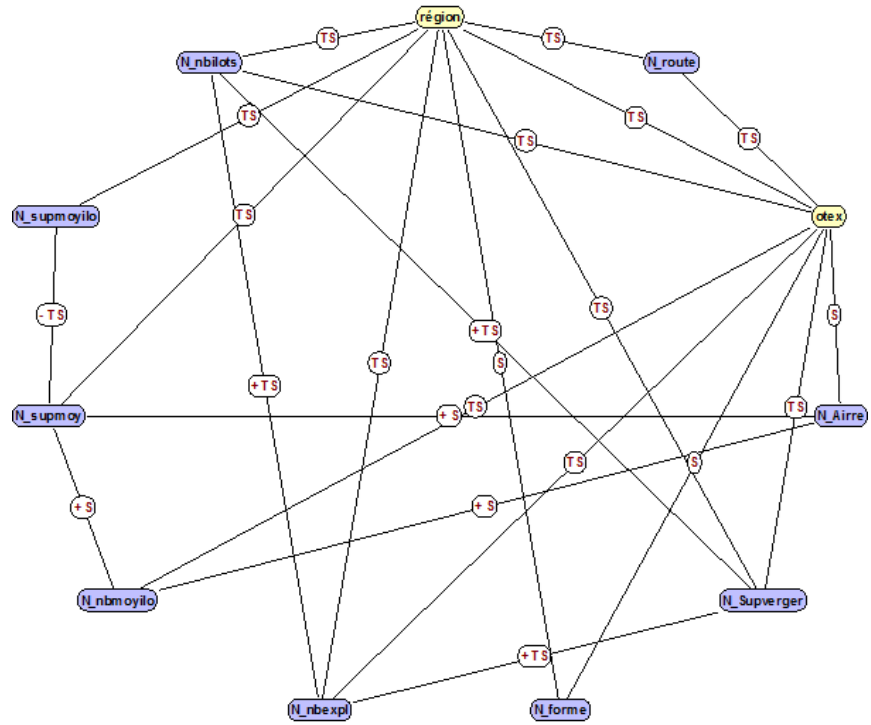 région
TS
TS
N_nbilots
N_route
TS
TS
TS
TS
N_supmoyilo
TS
otex
TS
- TS
S
+ TS
TS
S
+ TS
TS
TS
N_supmoy
+ S
N_Airre
TS
S
+ S
+ S
N_nbmoyilo
N_Supverger
+ TS
N_nbexpl
N_forme